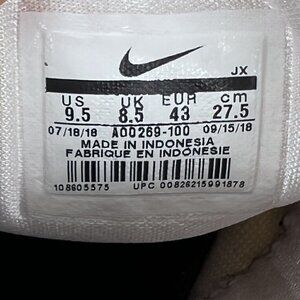 JX
US UK EUR cm
9.5 8.5 43 27.5
07/18/18 AO0269-100 09/15/18
MADE IN INDONESIA
FABRIQUE EN INDONESIE
108605575 UPC 00826215991878